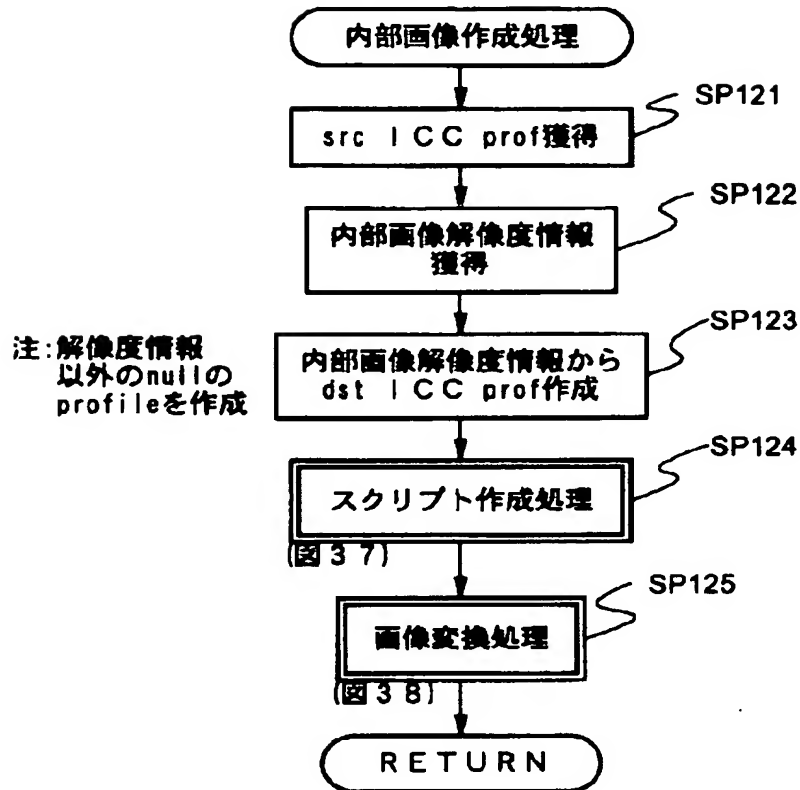 内部画像作成処理
SP121
src ICC prof獲得
SP122
内部画像解像度情報
獲得
SP123
内部画像解像度情報から
dst ICC prof作成
注:解像度情報
以外のnullの
profileを作成
SP124
スクリプト作成処理
(図37)
SP125
画像変換処理
(図38)
RETURN